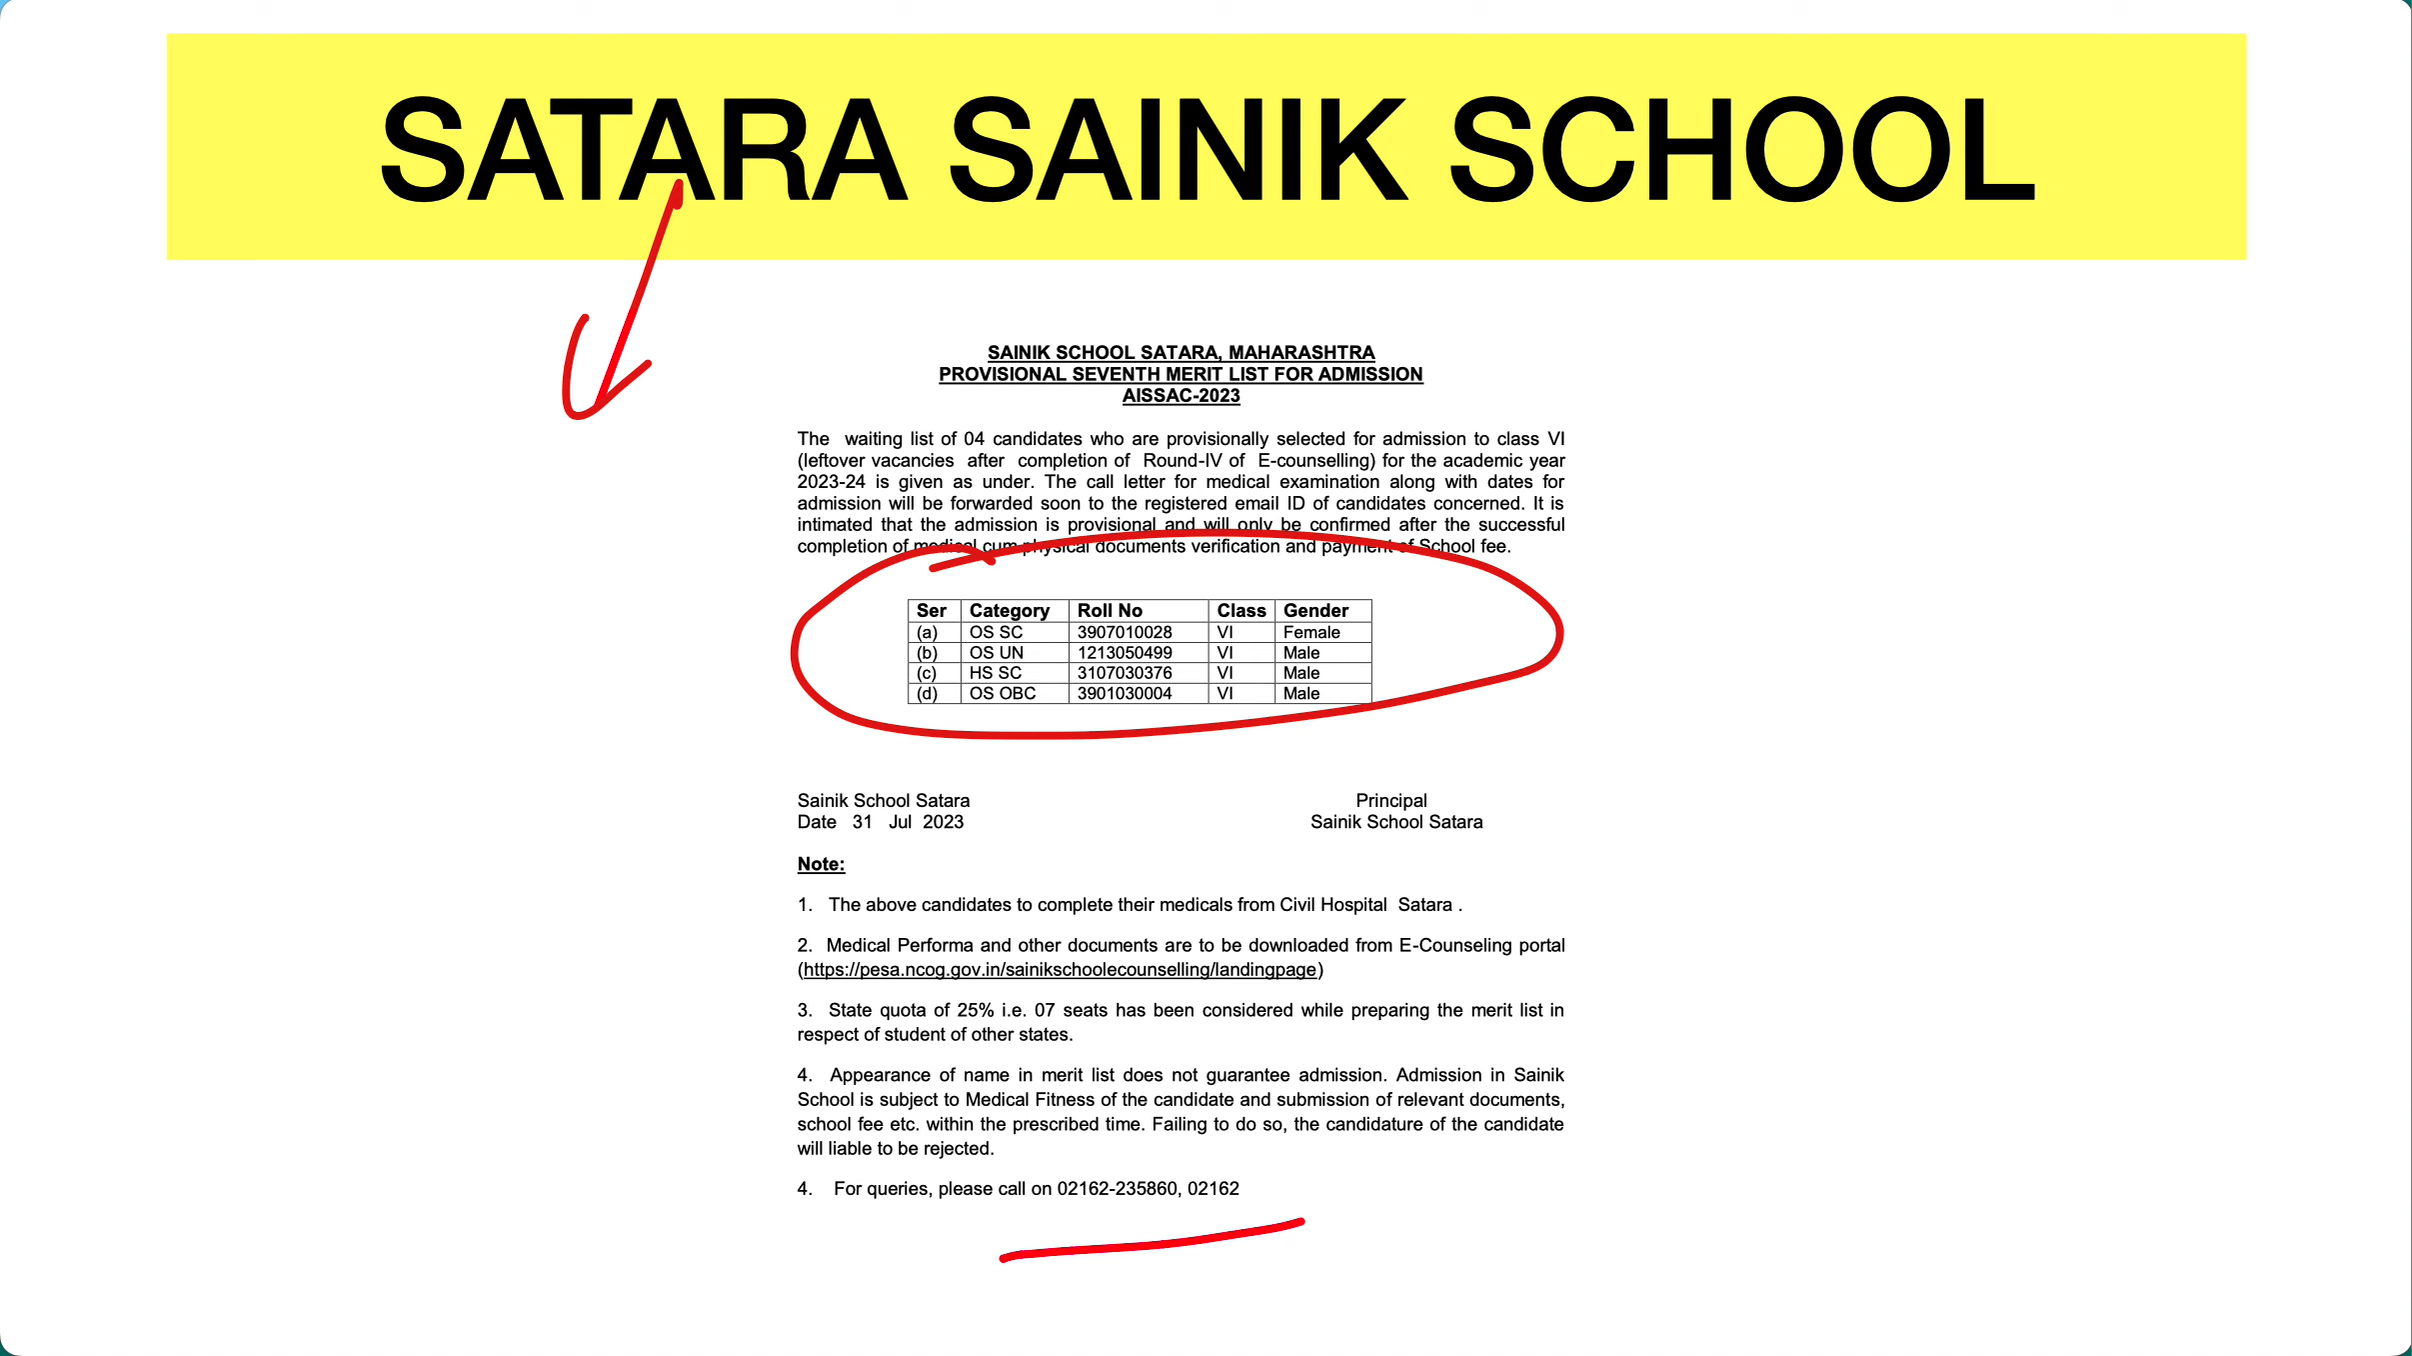 SATARA SAINIK SCHOOL
SAINIK SCHOOL SATARA, MAHARASHTRA
PROVISIONAL SEVENTH MERIT LIST FOR ADMISSION
AISSAC-2023
The waiting list of 04 candidates who are provisionally selected for admission to class VI
(leftover vacancies after completion of Round-IV of E-counselling) for the academic year
2023-24 is given as under. The call letter for medical examination along with dates for
admission will be forwarded soon to the registered email ID of candidates concerned. It is
intimated that the admission is provisional and will only be confirmed after the successful
completion of medical cum physical documents verification and payment of School fee.
Ser Category Roll No Class Gender
(a) OS SC 3907010028 VI Female
(b) OS UN 1213050499 VI Male
(c) HS SC 3107030376 VI Male
(d) OS OBC 3901030004 VI Male
Sainik School Satara Principal
Date 31 Jul 2023 Sainik School Satara
Note:
1. The above candidates to complete their medicals from Civil Hospital Satara .
2. Medical Performa and other documents are to be downloaded from E-Counseling portal
(https://pesa.ncog.gov.in/sainikschoolecounselling/landingpage)
3. State quota of 25% i.e. 07 seats has been considered while preparing the merit list in
respect of student of other states.
4. Appearance of name in merit list does not guarantee admission. Admission in Sainik
School is subject to Medical Fitness of the candidate and submission of relevant documents,
school fee etc. within the prescribed time. Failing to do so, the candidature of the candidate
will liable to be rejected.
4. For queries, please call on 02162-235860, 02162